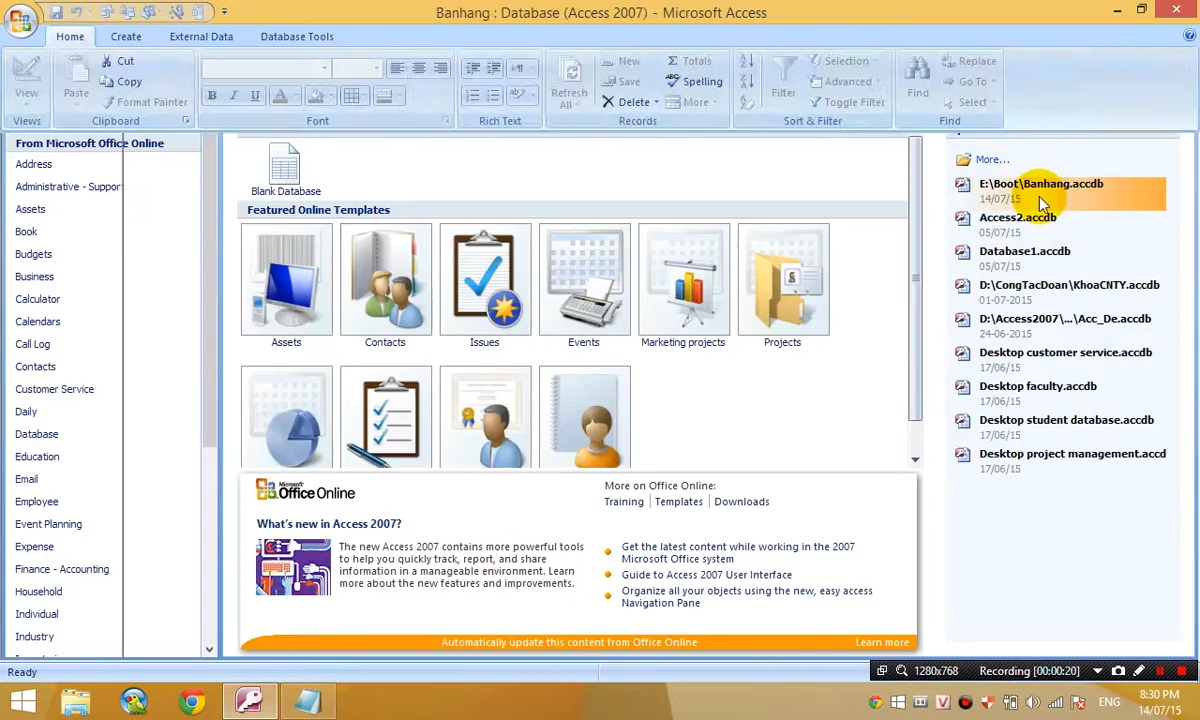 Banhang : Database (Access 2007) - Microsoft Access
Home
Create
External Data
Database Tools
View
Views
Paste
Cut
Copy
Format Painter
Clipboard
B I U A
Font
Rich Text
Refresh
All
New
Save
Delete
Totals
Spelling
More
Records
Filter
Selection
Advanced
Toggle Filter
Sort & Filter
Find
Replace
Go To
Select
Find
From Microsoft Office Online
Address
Administrative - Suppor
Assets
Book
Budgets
Business
Calculator
Calendars
Call Log
Contacts
Customer Service
Daily
Database
Education
Email
Employee
Event Planning
Expense
Finance - Accounting
Household
Individual
Industry
Blank Database
Featured Online Templates
Assets
Contacts
Issues
Events
Marketing projects
Projects
Microsoft
Office Online
What's new in Access 2007?
The new Access 2007 contains more powerful tools
to help you quickly track, report, and share
information in a manageable environment. Learn
more about the new features and improvements.
More on Office Online:
Training | Templates | Downloads
Get the latest content while working in the 2007
Microsoft Office system
Guide to Access 2007 User Interface
Organize all your objects using the new, easy access
Navigation Pane
Automatically update this content from Office Online
Learn more
More...
E:\Boot\Banhang.accdb
14/07/15
Access2.accdb
05/07/15
Database1.accdb
05/07/15
D:\CongTacDoan\KhoaCNTY.accdb
01-07-2015
D:\Access2007\...\Acc_De.accdb
24-06-2015
Desktop customer service.accdb
17/06/15
Desktop faculty.accdb
17/06/15
Desktop student database.accdb
17/06/15
Desktop project management.accd
17/06/15
Ready
1280x768
Recording [00:00:20]
ENG
8:30 PM
14/07/15